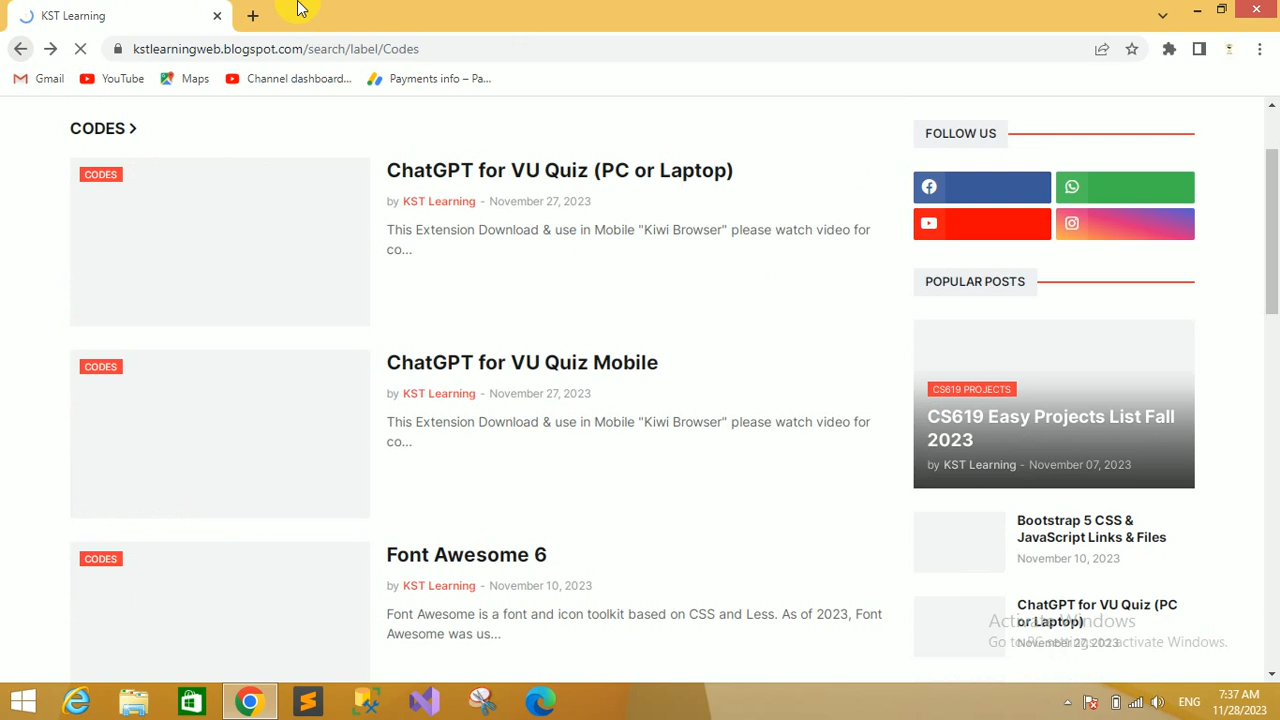 KST Learning
kstlearningweb.blogspot.com/search/label/Codes
Gmail
YouTube
Maps
Channel dashboard...
Payments info – Pa...
CODES
CODES
ChatGPT for VU Quiz (PC or Laptop)
by KST Learning - November 27, 2023
This Extension Download & use in Mobile "Kiwi Browser" please watch video for
co...
CODES
ChatGPT for VU Quiz Mobile
by KST Learning - November 27, 2023
This Extension Download & use in Mobile "Kiwi Browser" please watch video for
co...
CODES
Font Awesome 6
by KST Learning - November 10, 2023
Font Awesome is a font and icon toolkit based on CSS and Less. As of 2023, Font
Awesome was us...
FOLLOW US
POPULAR POSTS
CS619 PROJECTS
CS619 Easy Projects List Fall
2023
by KST Learning - November 07, 2023
Bootstrap 5 CSS &
JavaScript Links & Files
November 10, 2023
ChatGPT for VU Quiz (PC
or Laptop)
November 27, 2023
Activate Windows
Go to PC settings to activate Windows.
ENG
7:37 AM
11/28/2023